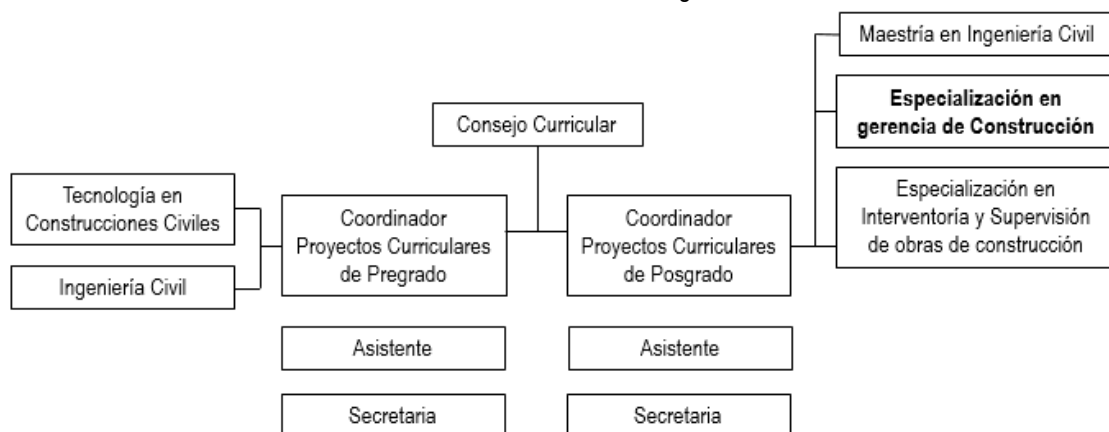 Maestría en Ingeniería Civil
Especialización en
gerencia de Construcción
Consejo Curricular
Tecnología en
Construcciones Civiles
Ingeniería Civil
Coordinador
Proyectos Curriculares
de Pregrado
Coordinador
Proyectos Curriculares
de Posgrado
Especialización en
Interventoría y Supervisión
de obras de construcción
Asistente
Asistente
Secretaria
Secretaria